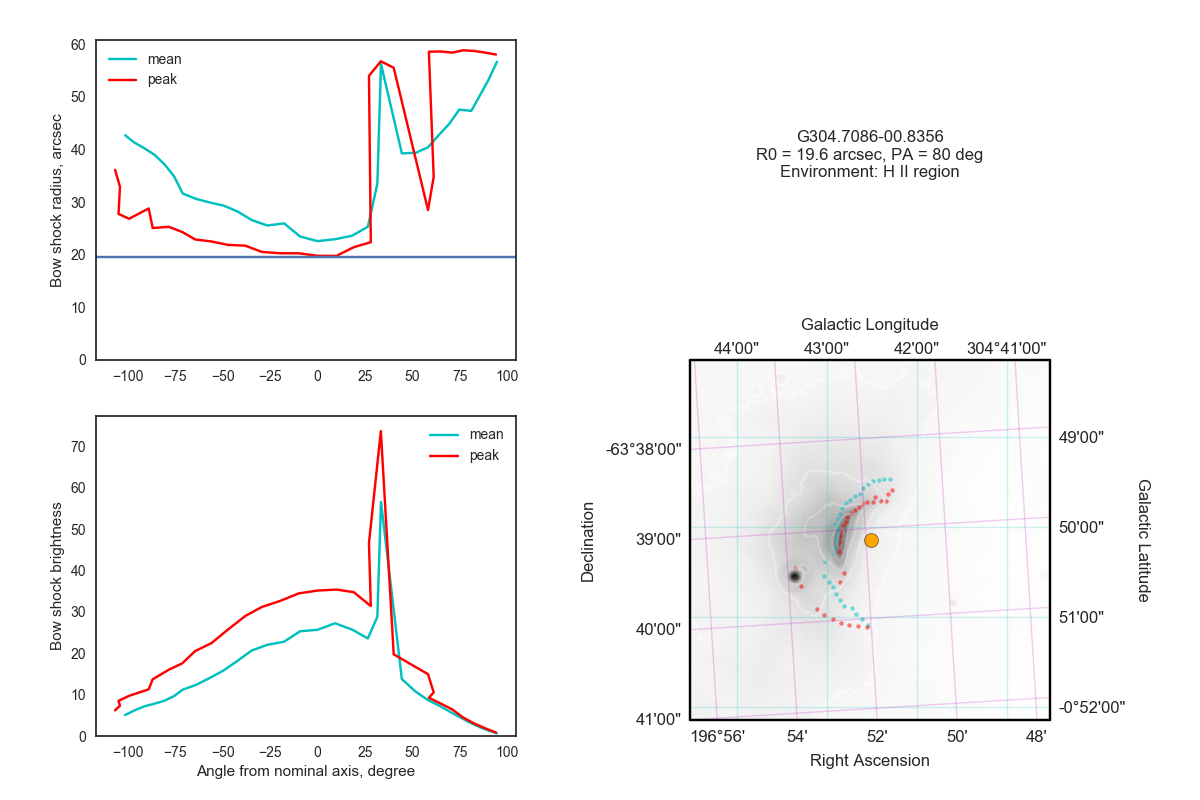 60
50
40
30
20
10
0
Bow shock radius, arcsec
mean
peak
−100 −75 −50 −25 0 25 50 75 100
70
60
50
40
30
20
10
0
Bow shock brightness
mean
peak
−100 −75 −50 −25 0 25 50 75 100
Angle from nominal axis, degree
G304.7086-00.8356
R0 = 19.6 arcsec, PA = 80 deg
Environment: H II region
Galactic Longitude
44'00" 43'00" 42'00" 304°41'00"
-63°38'00"
39'00"
40'00"
41'00"
Declination
49'00"
50'00"
51'00"
-0°52'00"
Galactic Latitude
196°56' 54' 52' 50' 48'
Right Ascension